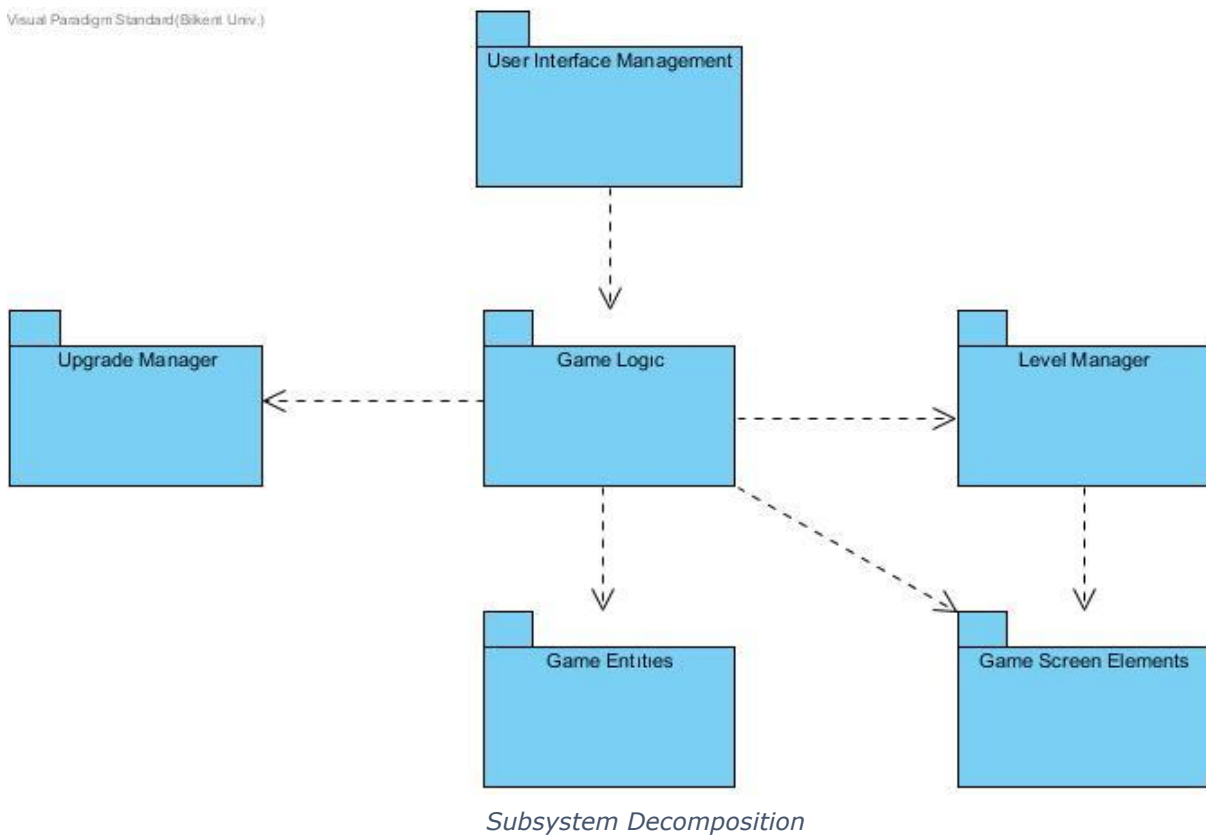 Visual Paradigm Standard(Bilkent Univ.)
User Interface Management
Upgrade Manager
Game Logic
Level Manager
Game Entities
Game Screen Elements
Subsystem Decomposition